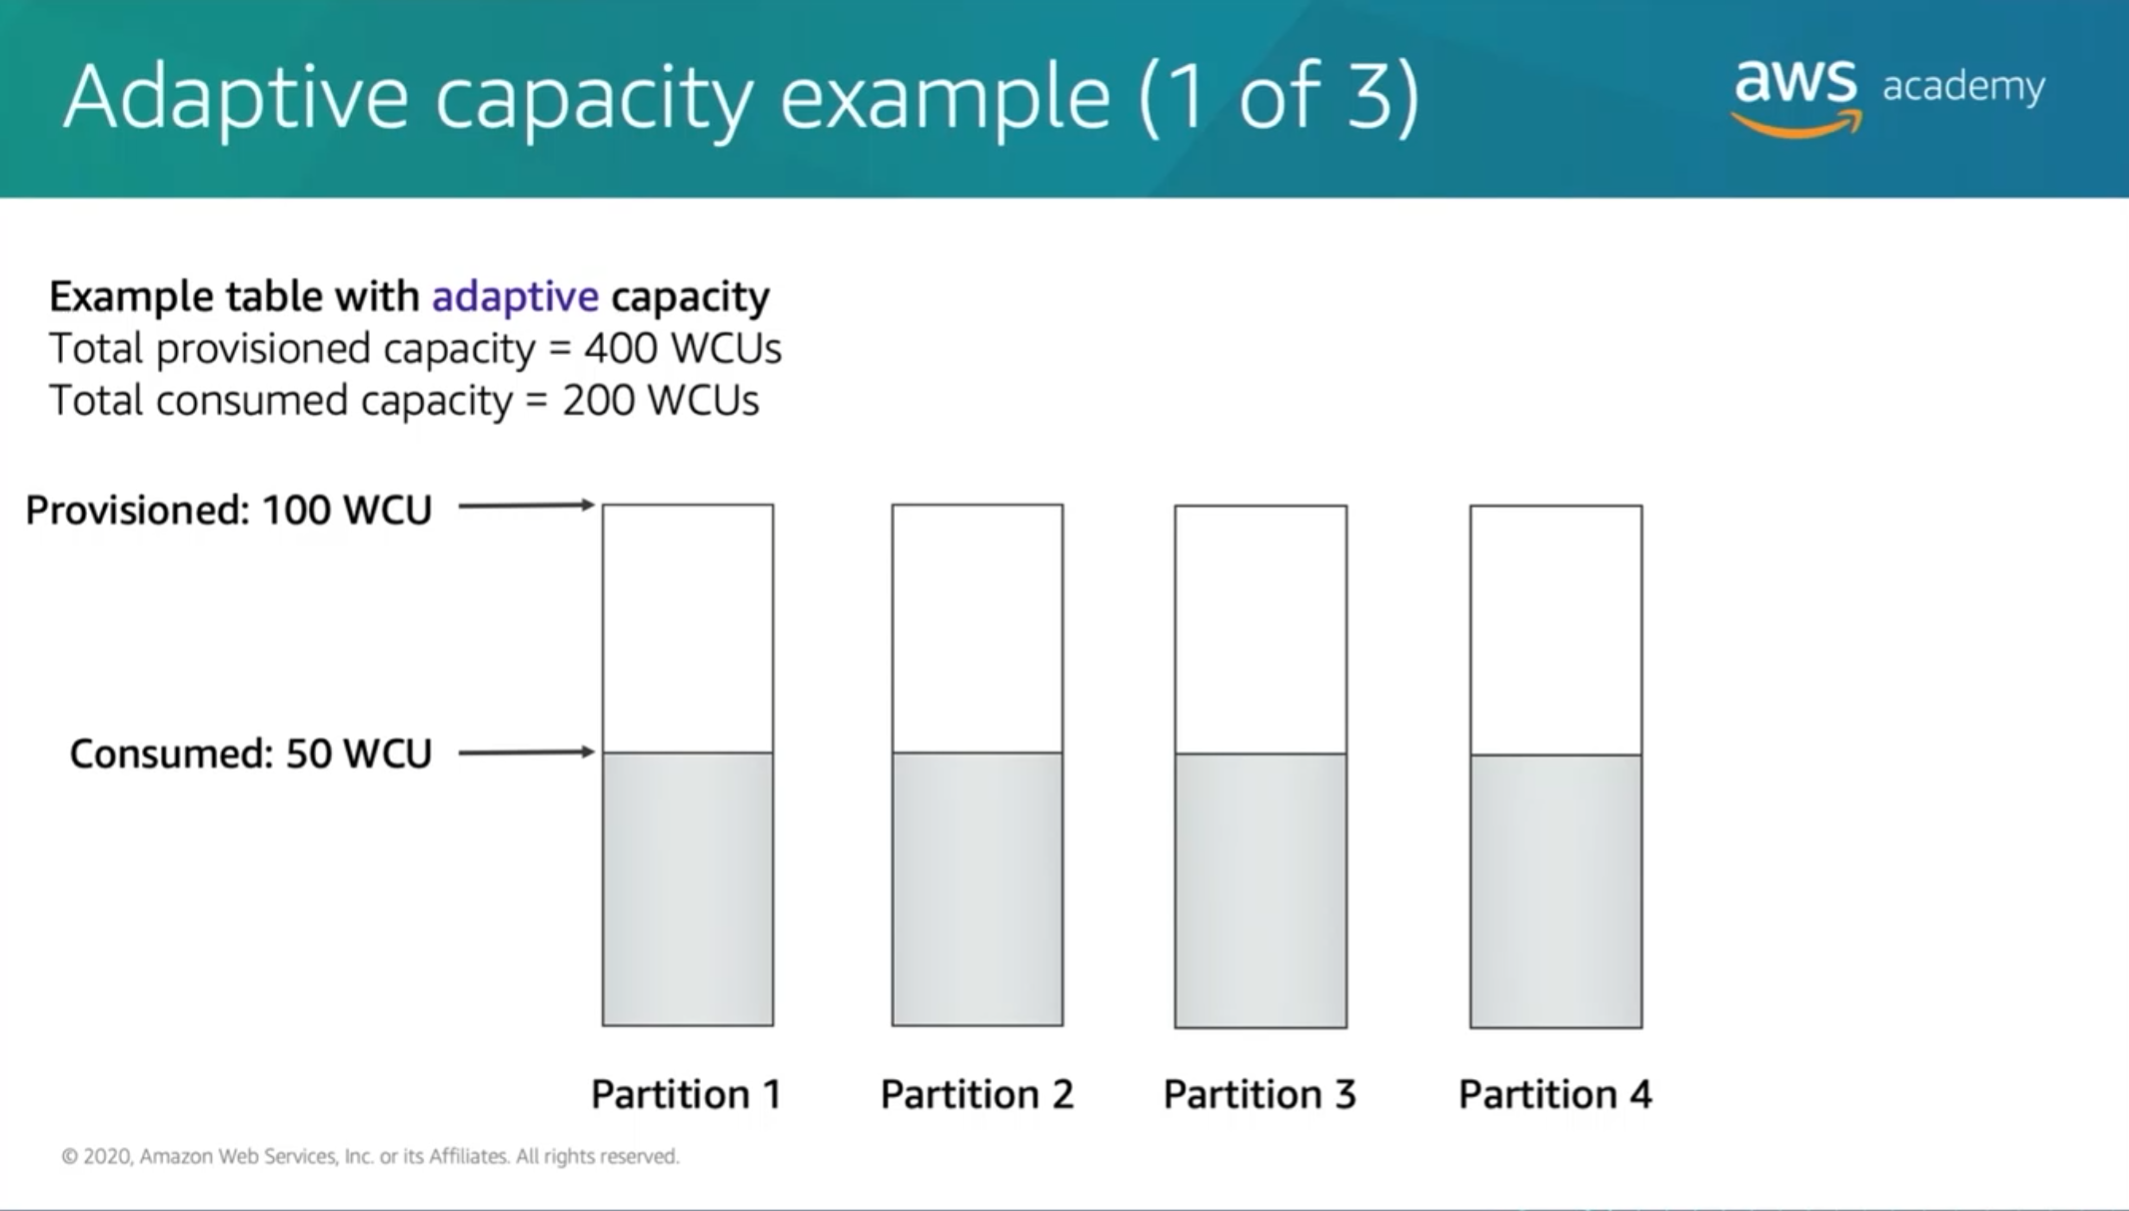 Adaptive capacity example (1 of 3)
aws academy
Example table with adaptive capacity
Total provisioned capacity = 400 WCUs
Total consumed capacity = 200 WCUs
Provisioned: 100 WCU
Consumed: 50 WCU
Partition 1
Partition 2
Partition 3
Partition 4
© 2020, Amazon Web Services, Inc. or its Affiliates. All rights reserved.